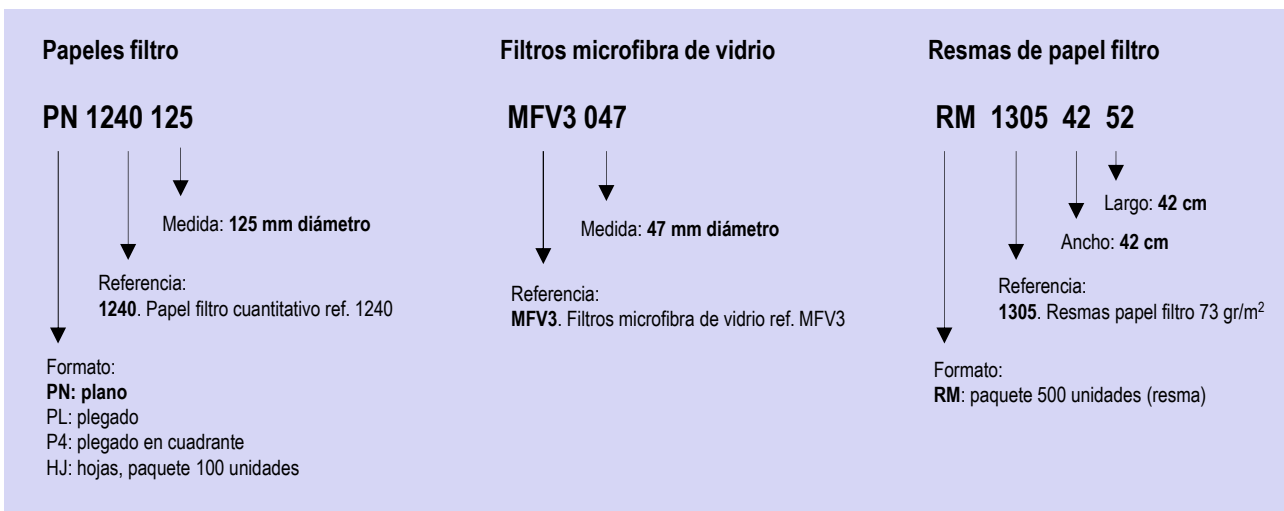 Papeles filtro
PN 1240 125
Medida: 125 mm diámetro
Referencia:
1240. Papel filtro cuantitativo ref. 1240
Formato:
PN: plano
PL: plegado
P4: plegado en cuadrante
HJ: hojas, paquete 100 unidades
Filtros microfibra de vidrio
MFV3 047
Medida: 47 mm diámetro
Referencia:
MFV3. Filtros microfibra de vidrio ref. MFV3
Resmas de papel filtro
RM 1305 42 52
Largo: 42 cm
Ancho: 42 cm
Referencia:
1305. Resmas papel filtro 73 gr/m²
Formato:
RM: paquete 500 unidades (resma)